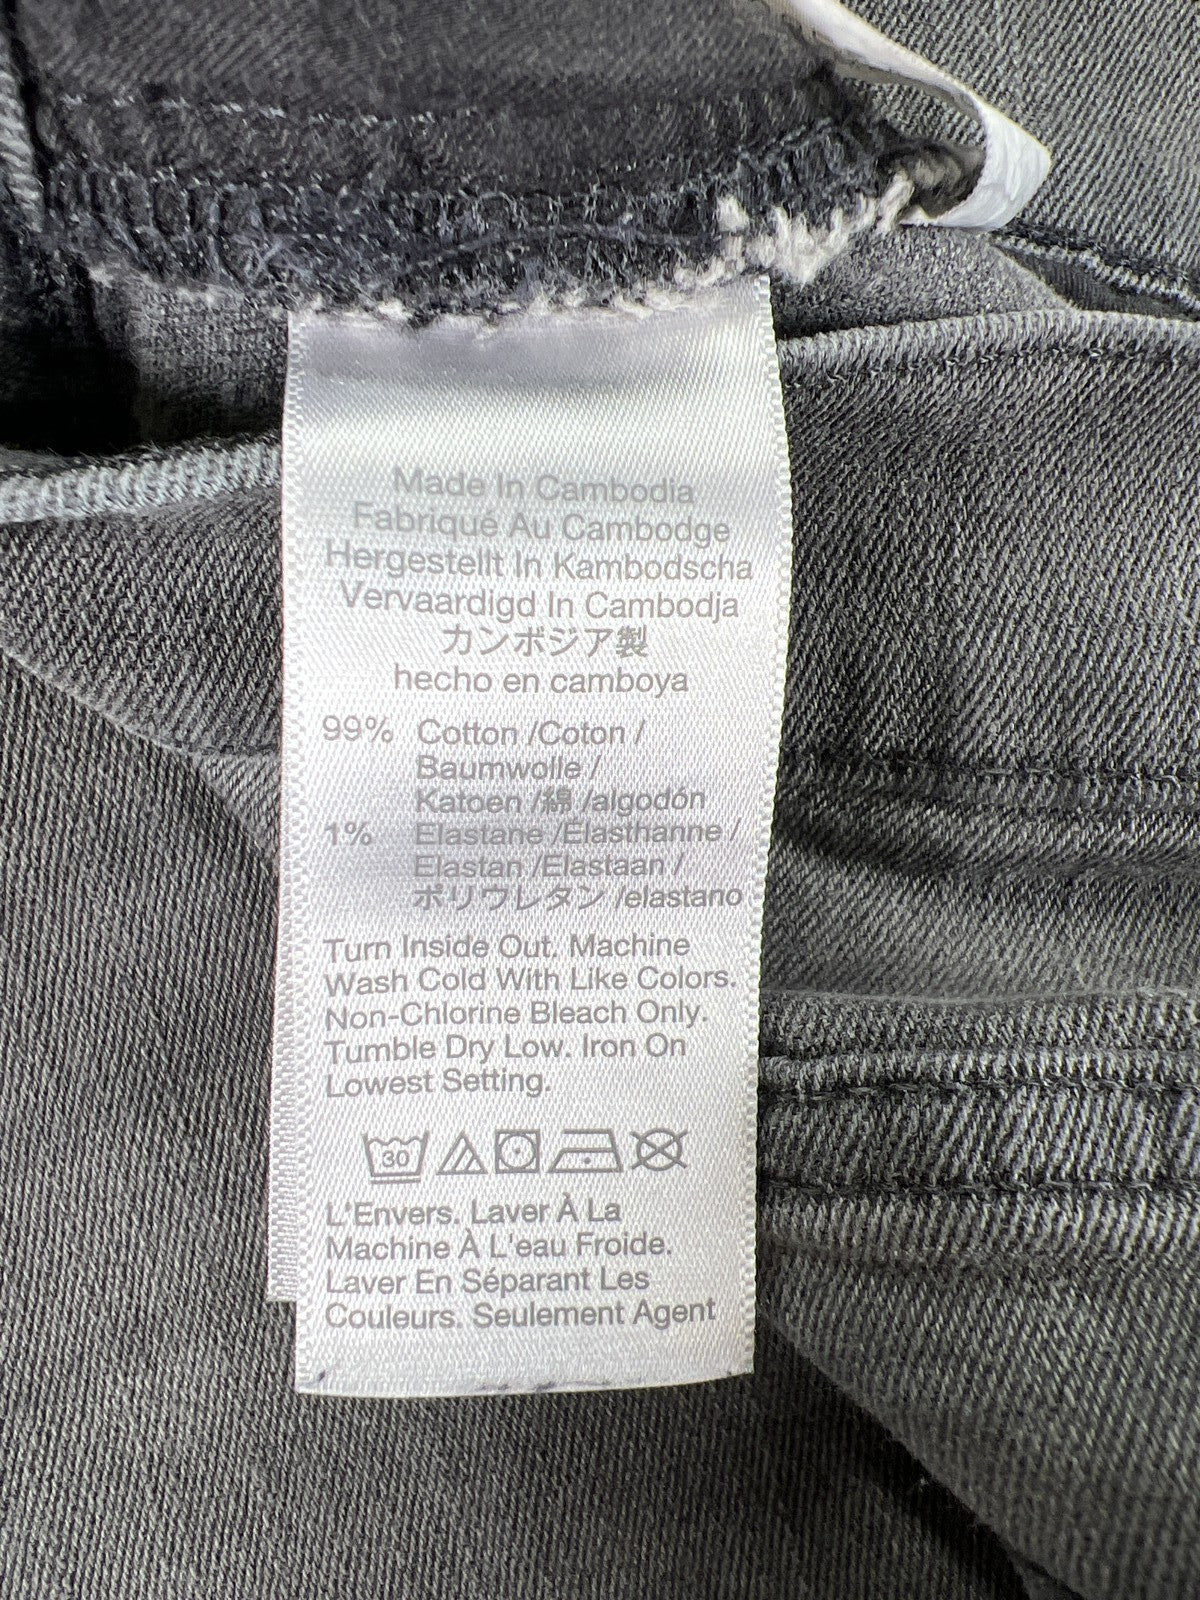 Made In Cambodia
Fabriqué Au Cambodge
Hergestellt In Kambodscha
Vervaardigd In Cambodja
カンボジア製
hecho en camboya
99% Cotton /Coton /
Baumwolle /
Katoen /綿 /algodón
1% Elastane /Élasthanne /
Elastan /Elastaan /
ポリウレタン /elastano
Turn Inside Out. Machine
Wash Cold With Like Colors.
Non-Chlorine Bleach Only.
Tumble Dry Low. Iron On
Lowest Setting.
30
L'Envers. Laver À La
Machine À L'eau Froide.
Laver En Séparant Les
Couleurs. Seulement Agent